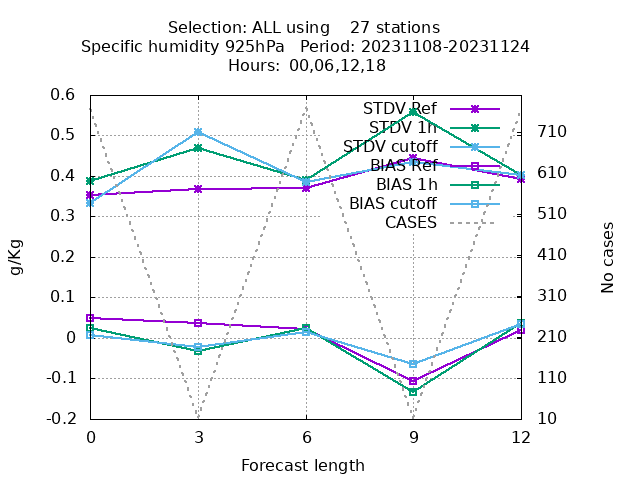 Selection: ALL using    27 stations
Specific humidity 925hPa   Period: 20231108-20231124
Hours: 00,06,12,18
STDV Ref
STDV 1h
STDV cutoff
BIAS Ref
BIAS 1h
BIAS cutoff
CASES
0.6
0.5
0.4
0.3
0.2
0.1
0
-0.1
-0.2
g/Kg
710
610
510
410
310
210
110
10
No cases
0 3 6 9 12
Forecast length